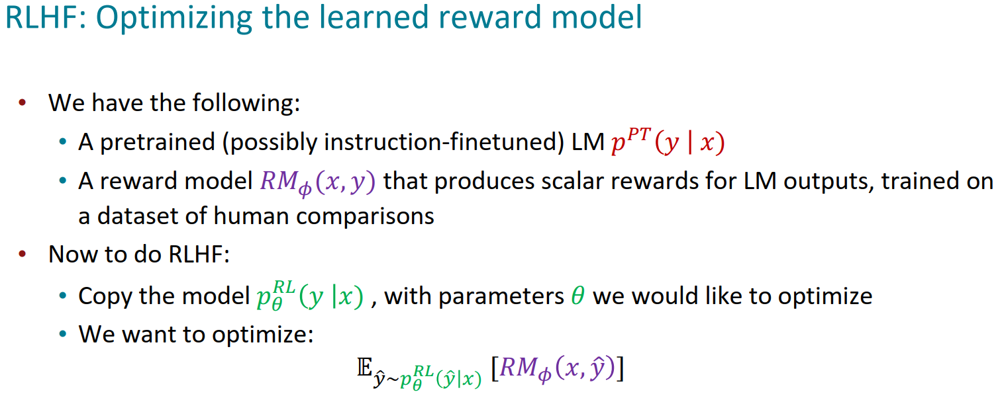 RLHF: Optimizing the learned reward model
• We have the following:
• A pretrained (possibly instruction-finetuned) LM $p^{PT}(y \mid x)$
• A reward model $RM_{\phi}(x, y)$ that produces scalar rewards for LM outputs, trained on
a dataset of human comparisons
• Now to do RLHF:
• Copy the model $p_{\theta}^{RL}(y \mid x)$ , with parameters $\theta$ we would like to optimize
• We want to optimize:
$\mathbb{E}_{\hat{y} \sim p_{\theta}^{RL}(\hat{y} \mid x)} [RM_{\phi}(x, \hat{y})]$